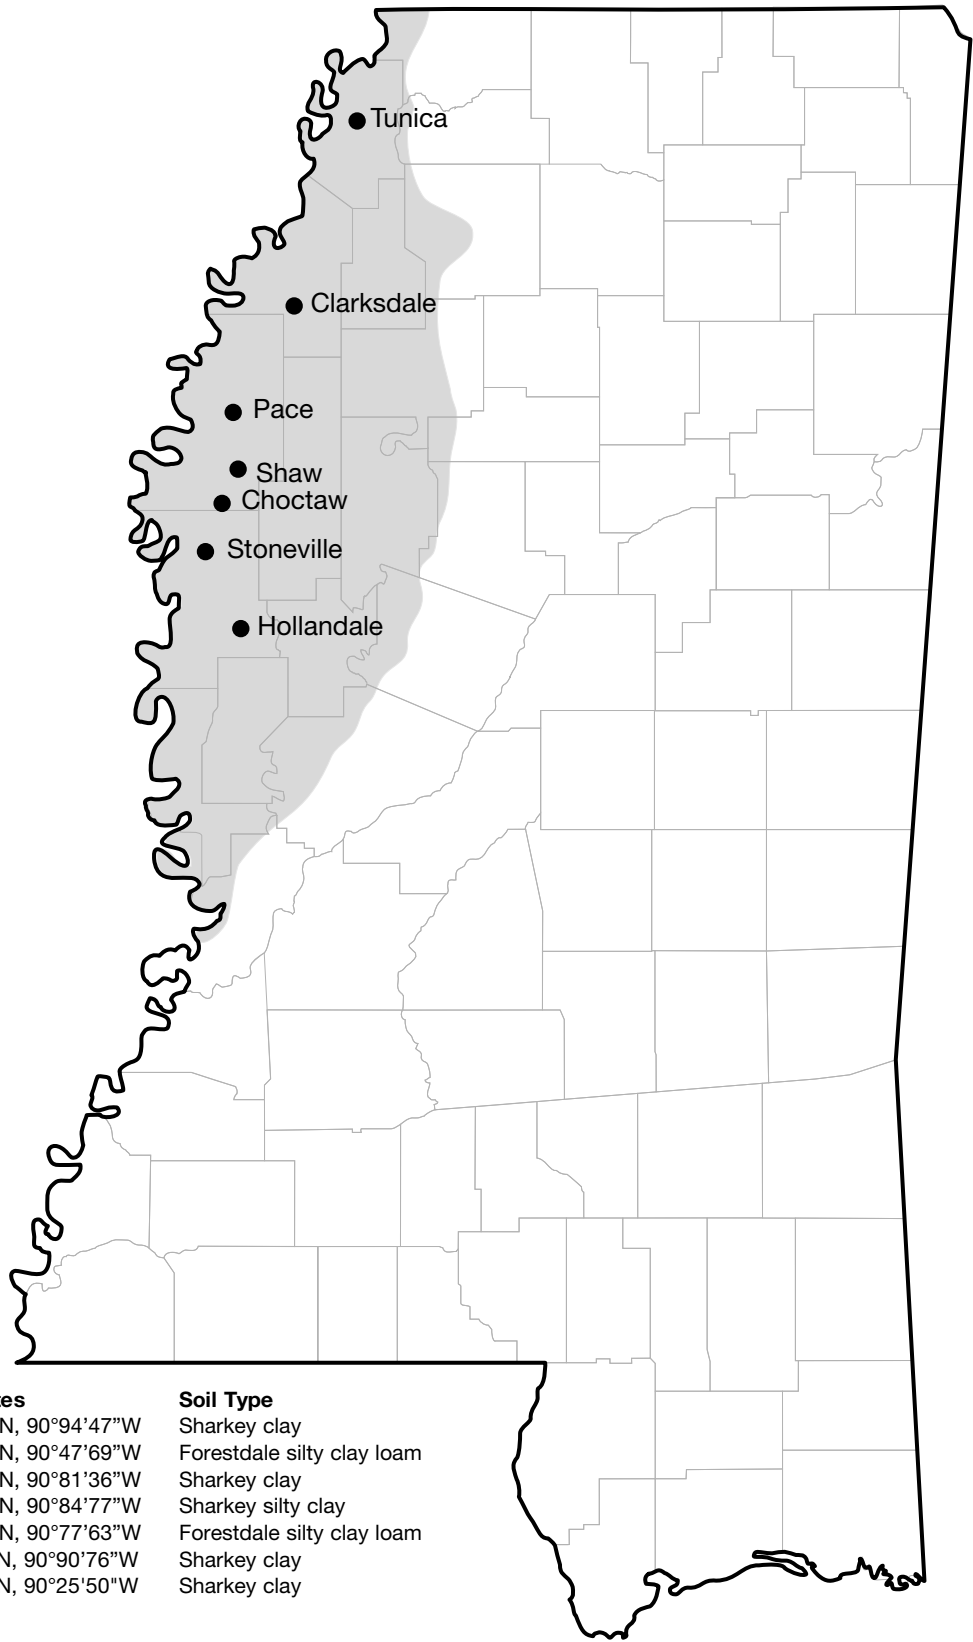 Tunica
Clarksdale
Pace
Shaw
Choctaw
Stoneville
Hollandale
tes Soil Type
N, 90°94’47”W Sharkey clay
N, 90°47’69”W Forestdale silty clay loam
N, 90°81’36”W Sharkey clay
N, 90°84’77”W Sharkey silty clay
N, 90°77’63”W Forestdale silty clay loam
N, 90°90’76”W Sharkey clay
N, 90°25'50"W Sharkey clay